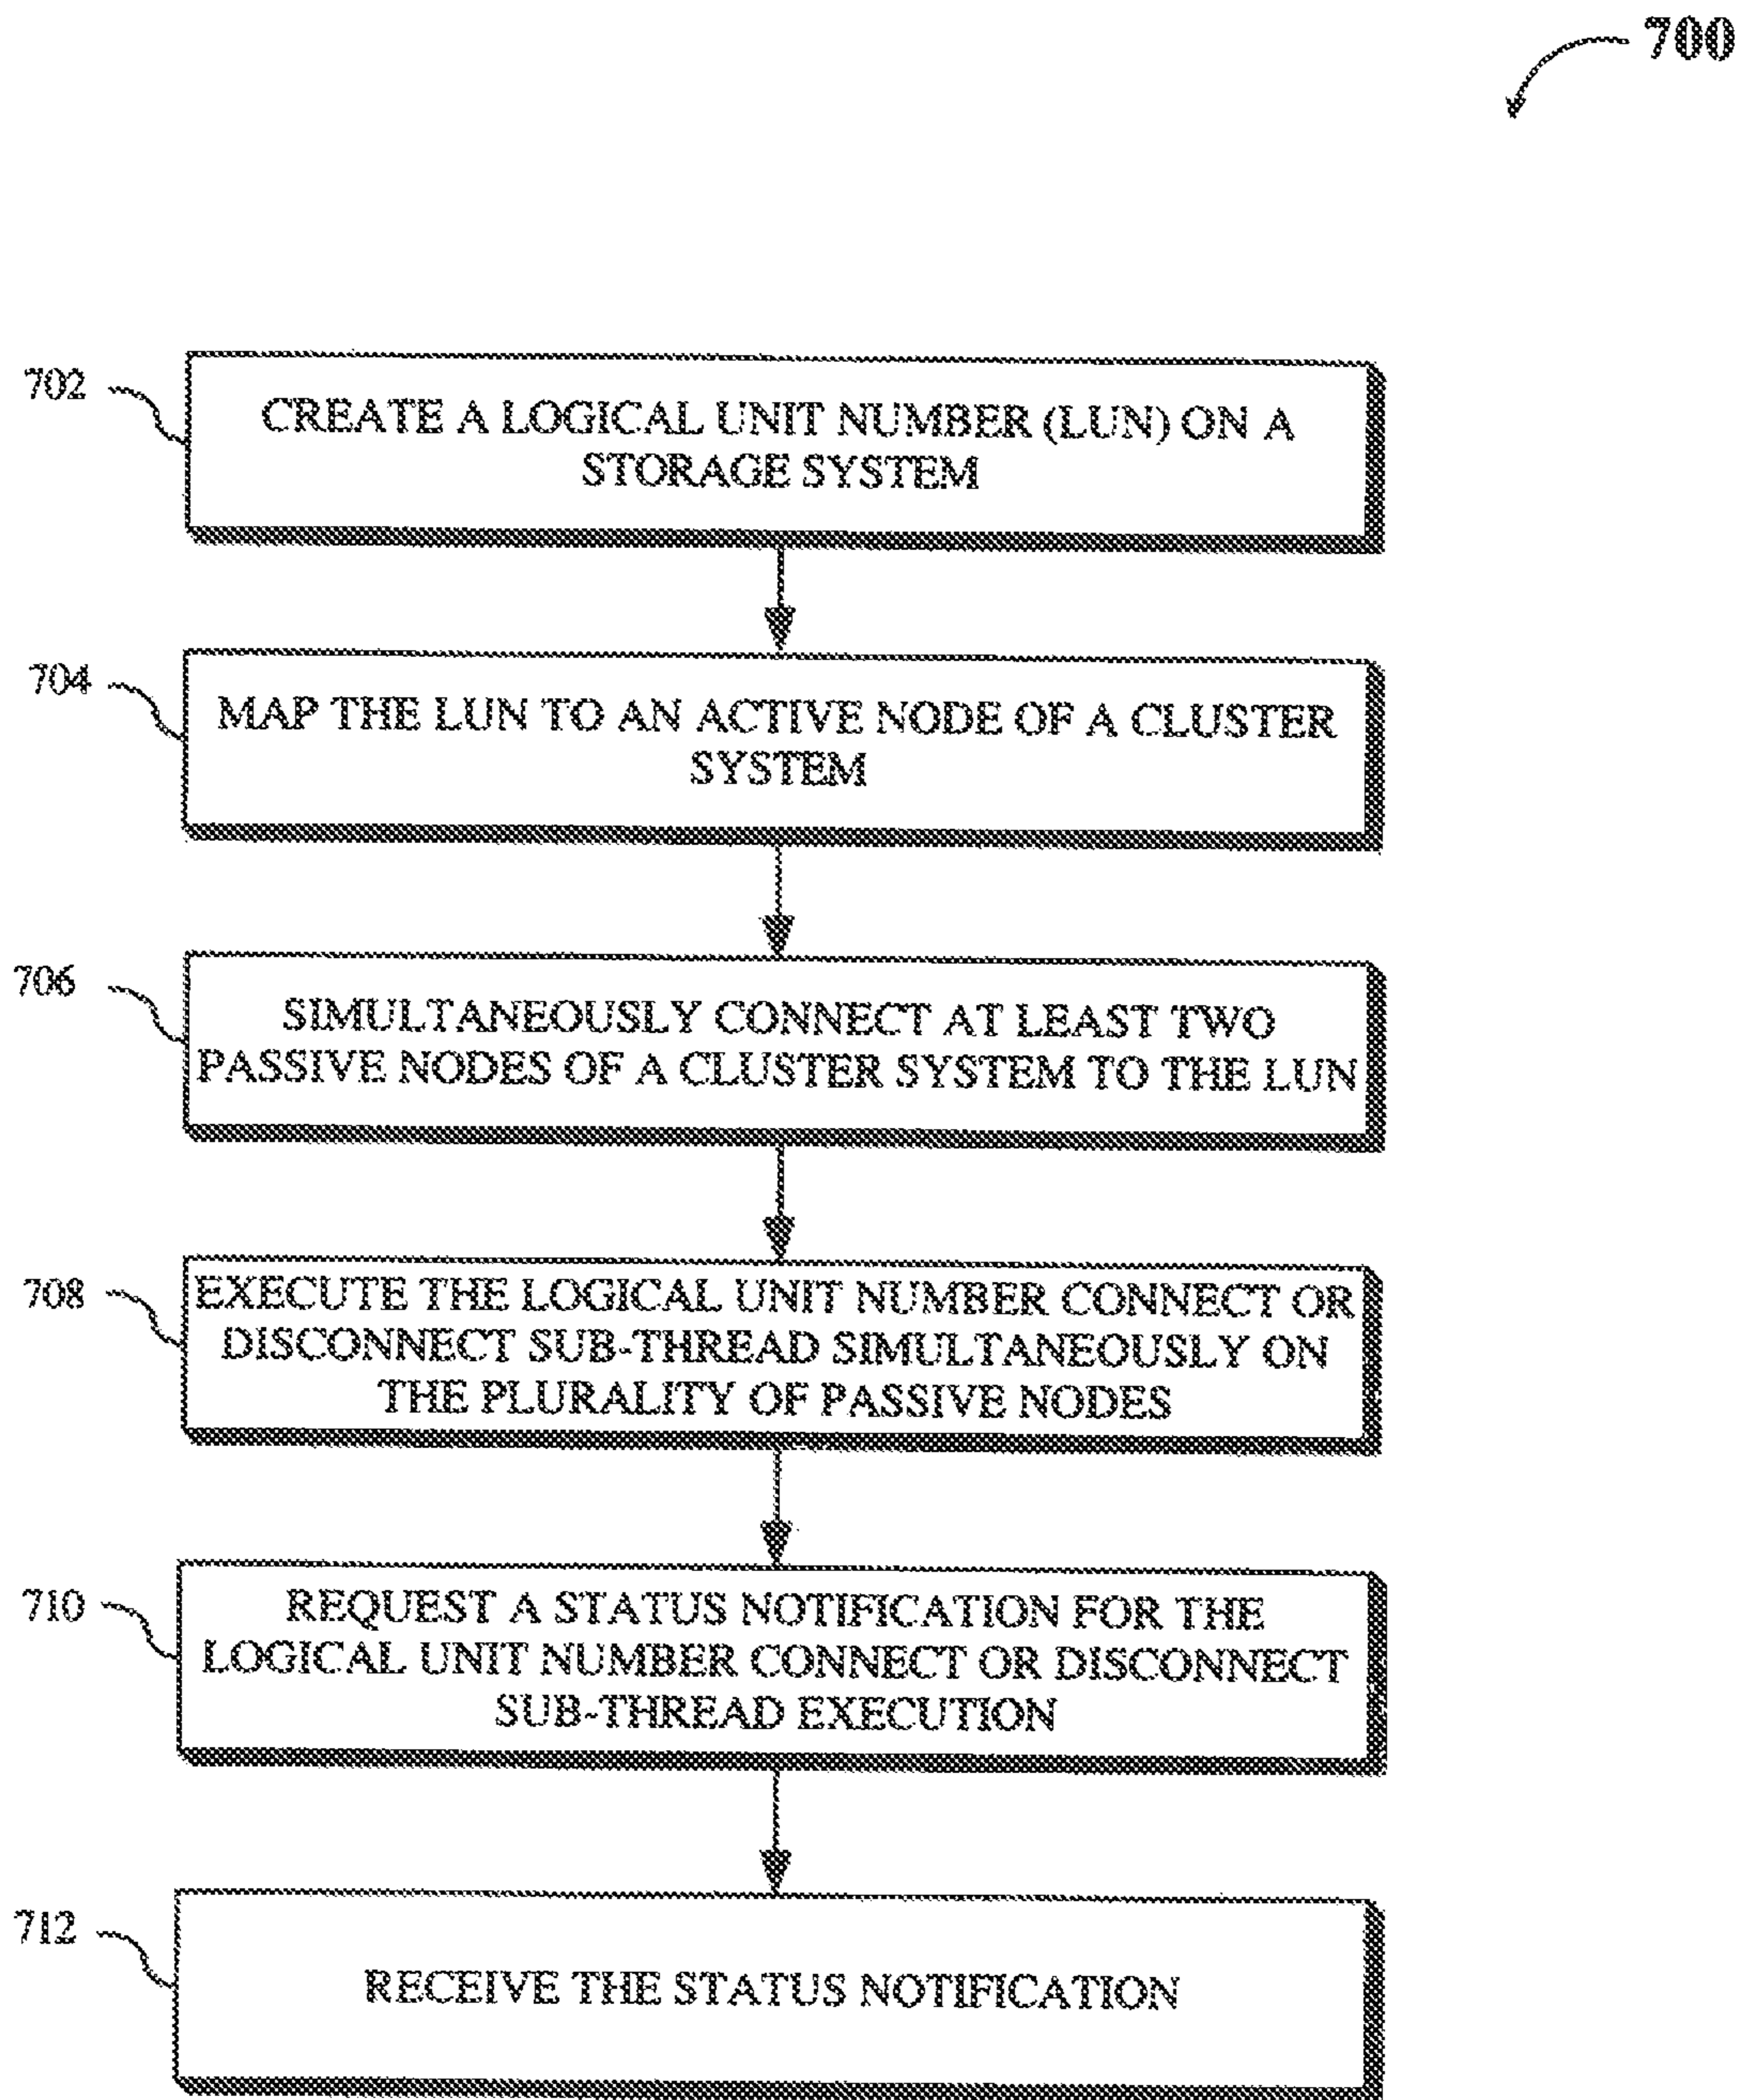 700
702
CREATE A LOGICAL UNIT NUMBER (LUN) ON A
STORAGE SYSTEM
704
MAP THE LUN TO AN ACTIVE NODE OF A CLUSTER
SYSTEM
706
SIMULTANEOUSLY CONNECT AT LEAST TWO
PASSIVE NODES OF A CLUSTER SYSTEM TO THE LUN
708
EXECUTE THE LOGICAL UNIT NUMBER CONNECT OR
DISCONNECT SUB-THREAD SIMULTANEOUSLY ON
THE PLURALITY OF PASSIVE NODES
710
REQUEST A STATUS NOTIFICATION FOR THE
LOGICAL UNIT NUMBER CONNECT OR DISCONNECT
SUB-THREAD EXECUTION
712
RECEIVE THE STATUS NOTIFICATION